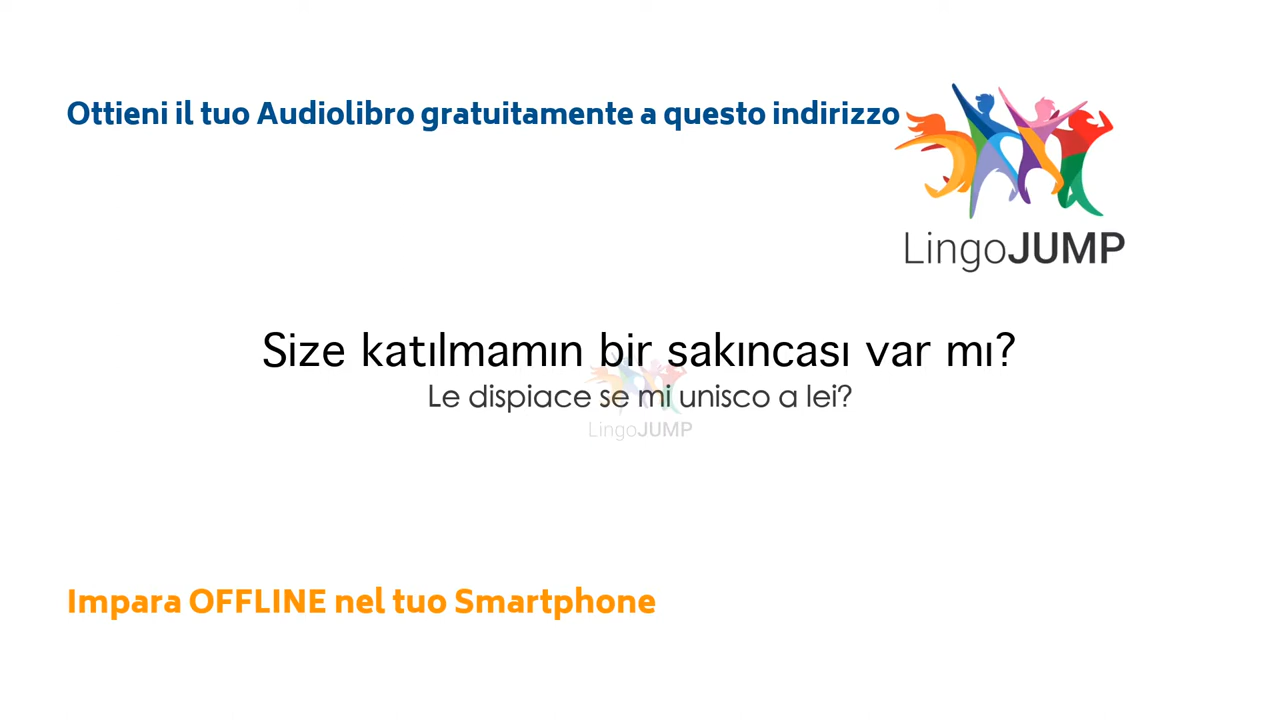 Ottieni il tuo Audiolibro gratuitamente a questo indirizzo
LingoJUMP
Size katılmamın bir sakıncası var mı?
Le dispiace se mi unisco a lei?
LingoJUMP
Impara OFFLINE nel tuo Smartphone